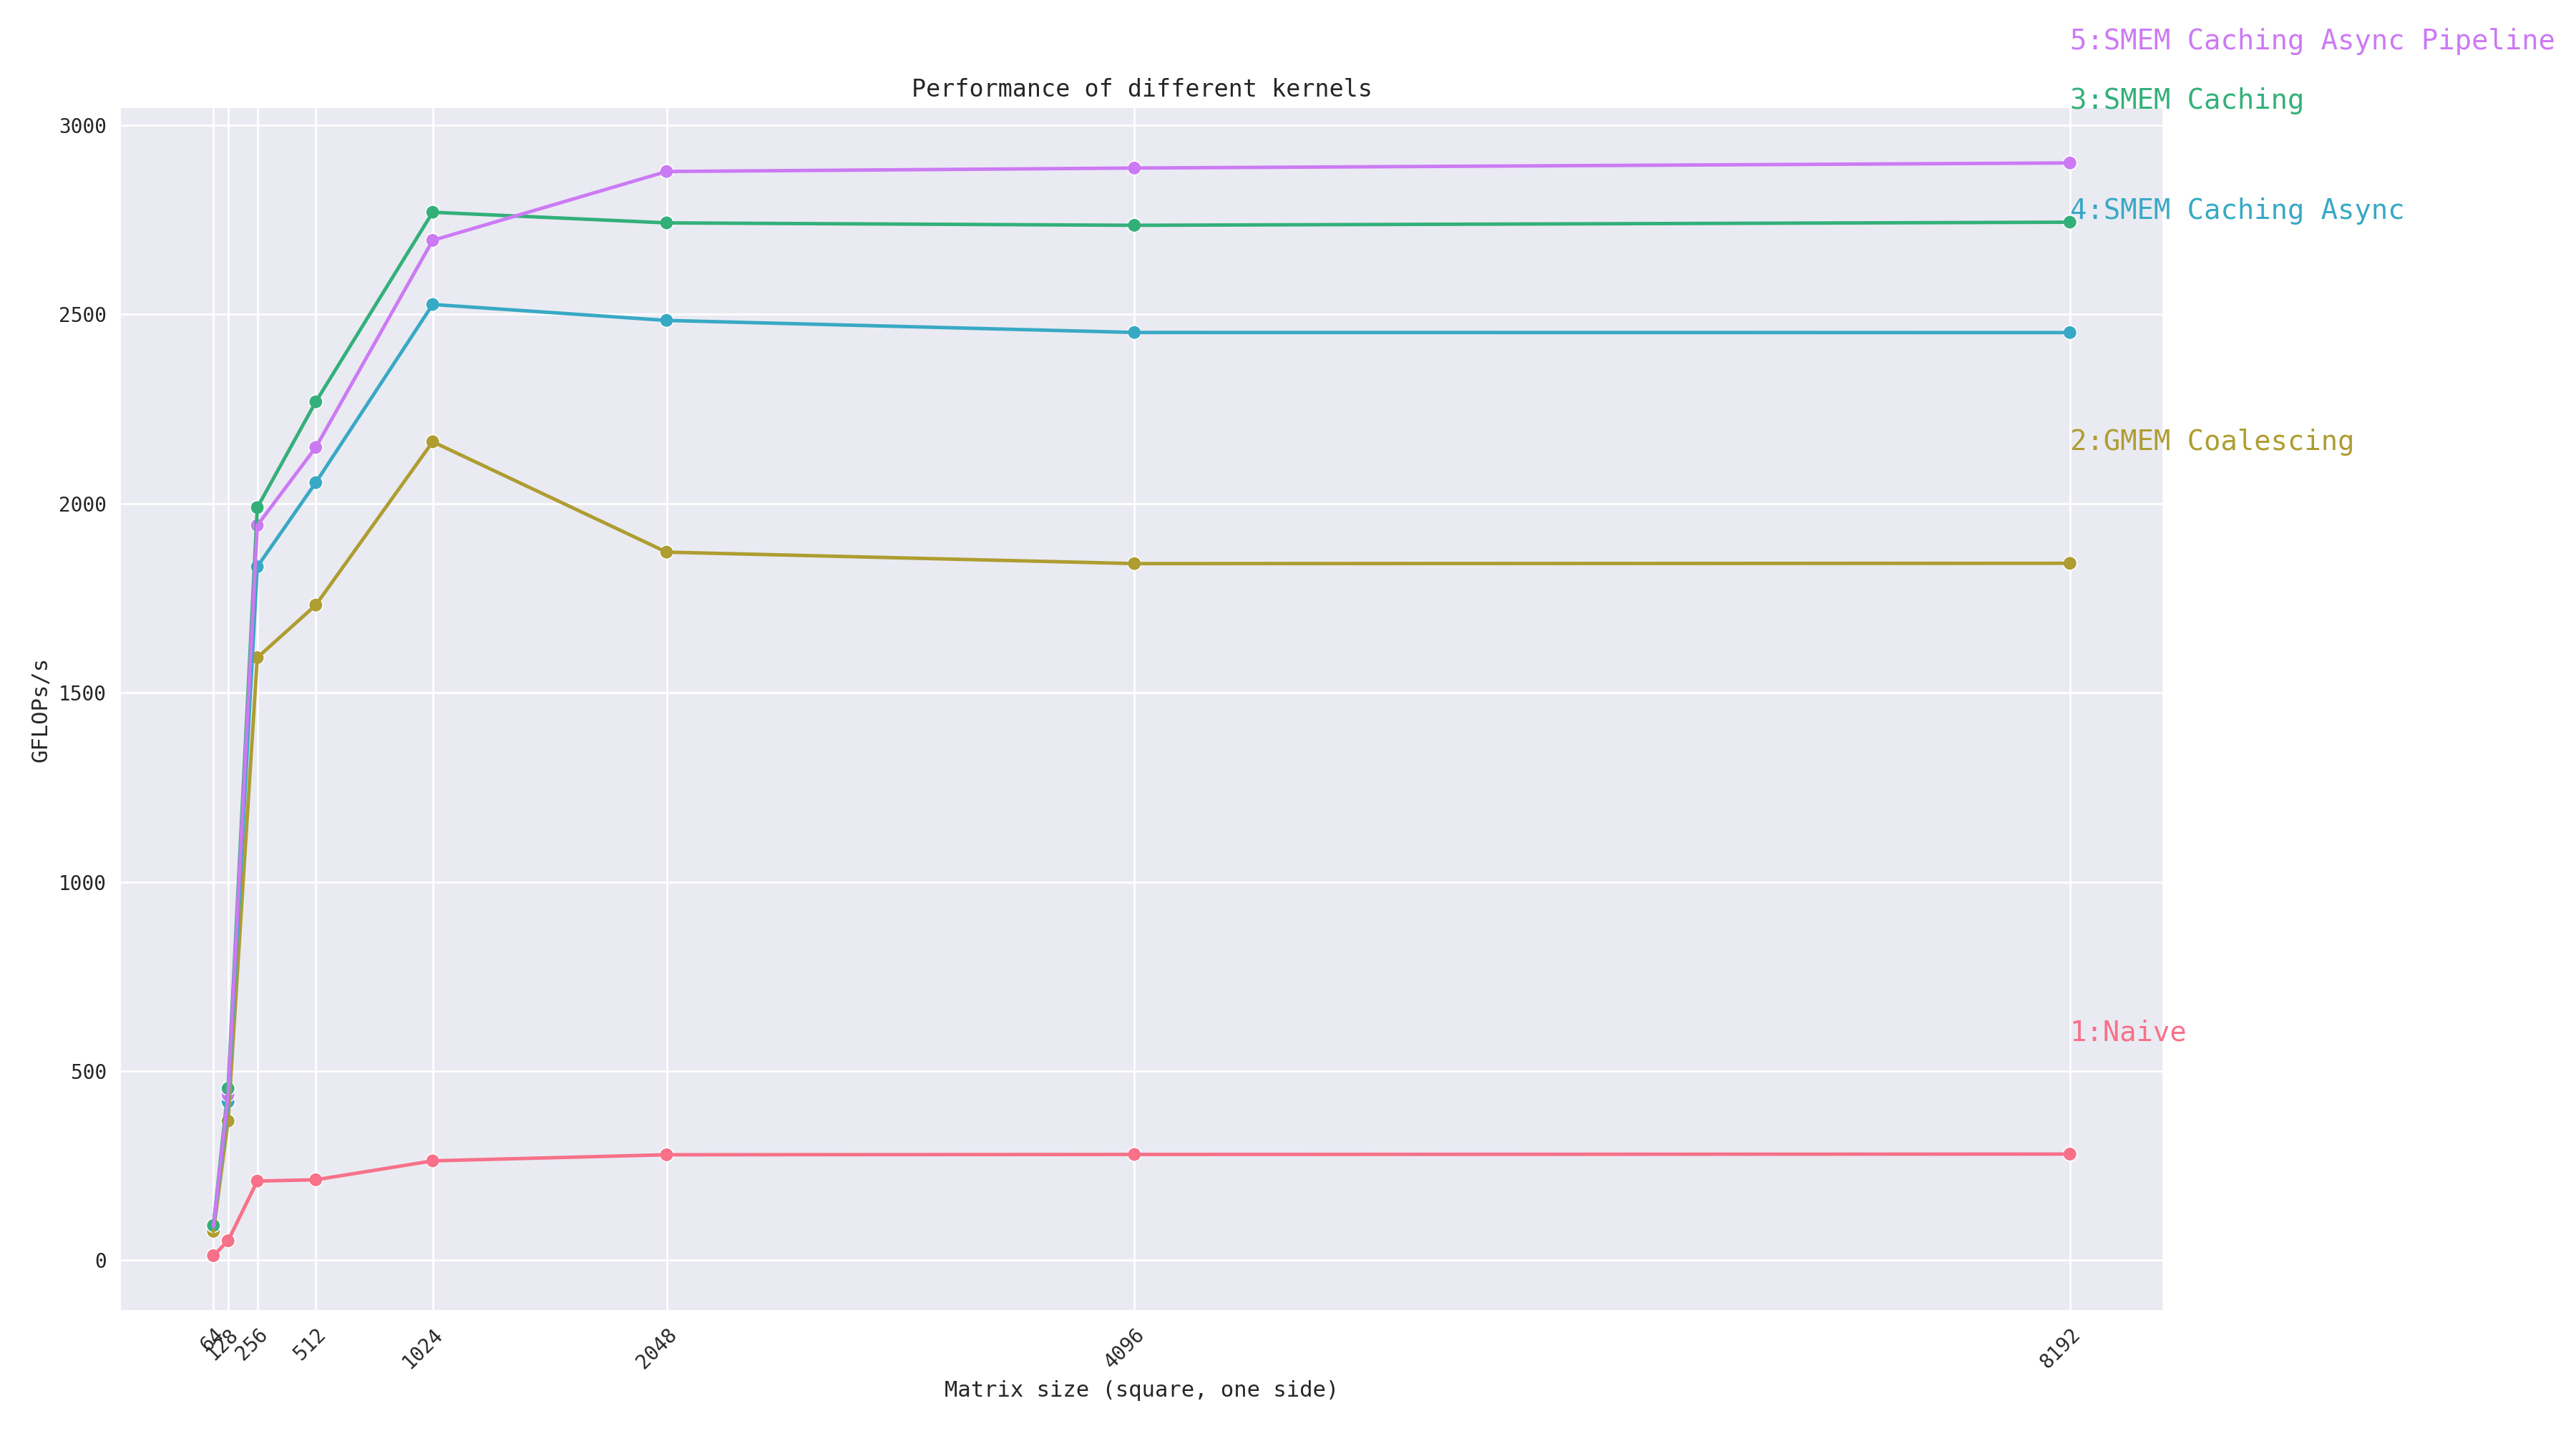 5:SMEM Caching Async Pipeline
Performance of different kernels
3:SMEM Caching
3000
4:SMEM Caching Async
2500
2:GMEM Coalescing
2000
1500
GFLOPs/s
1000
1:Naive
500
0
64
128
256
512
1024
2048
4096
8192
Matrix size (square, one side)